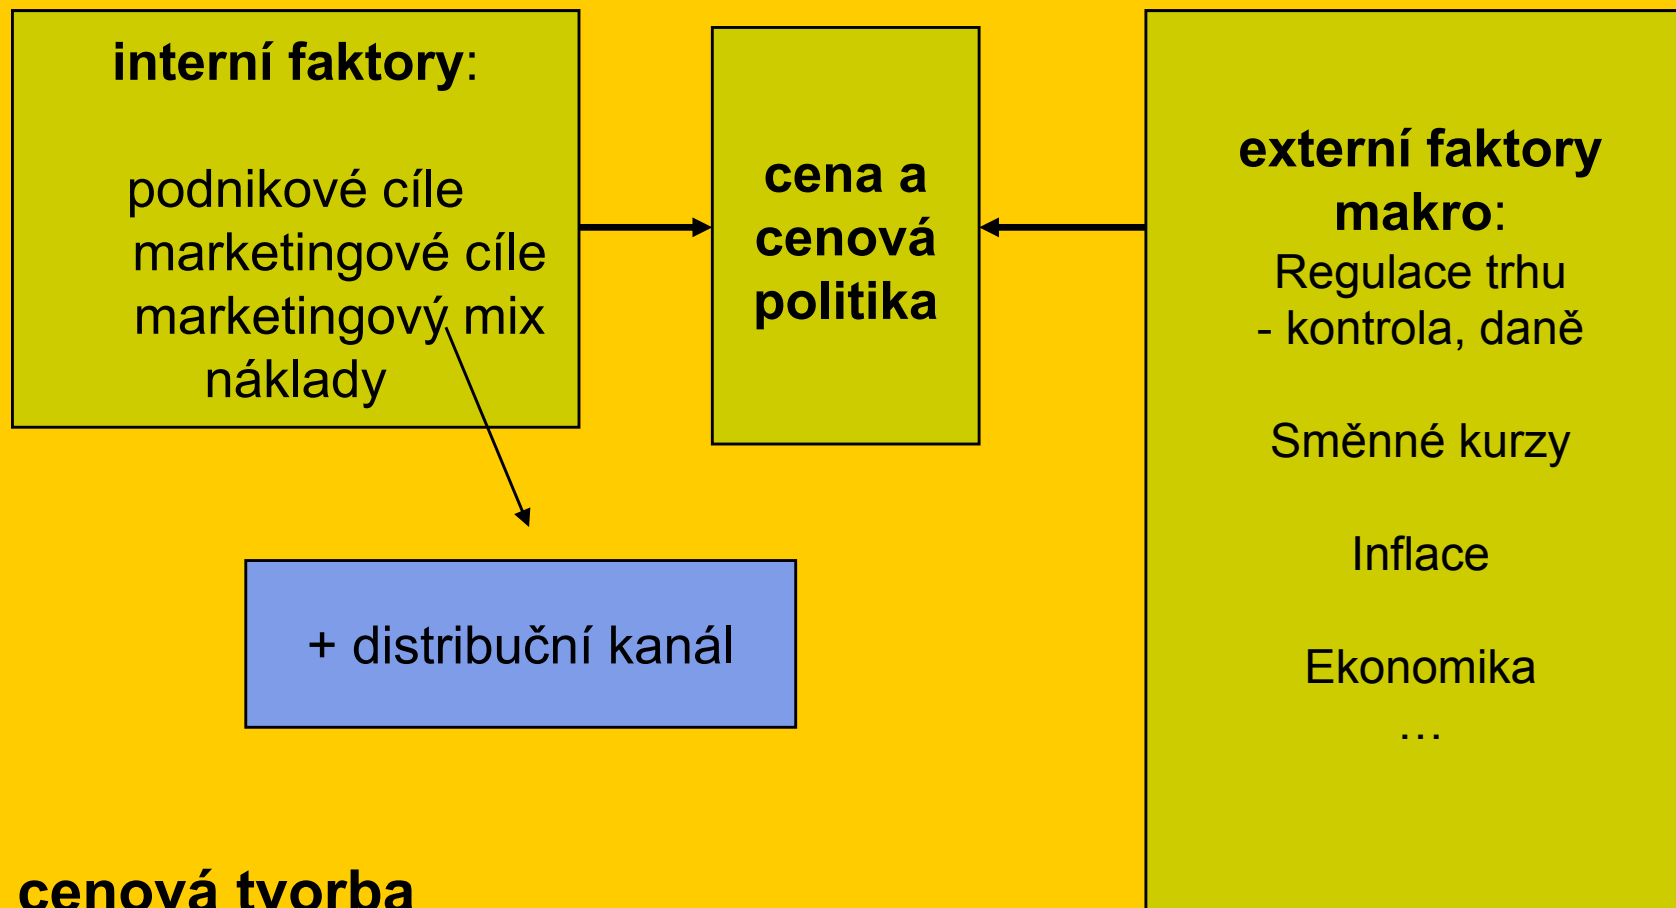 interní faktory:
podnikové cíle
marketingové cíle
marketingový mix
náklady
cena a
cenová
politika
externí faktory
makro:
Regulace trhu
- kontrola, daně
Směnné kurzy
Inflace
Ekonomika
…
+ distribuční kanál
cenová tvorba